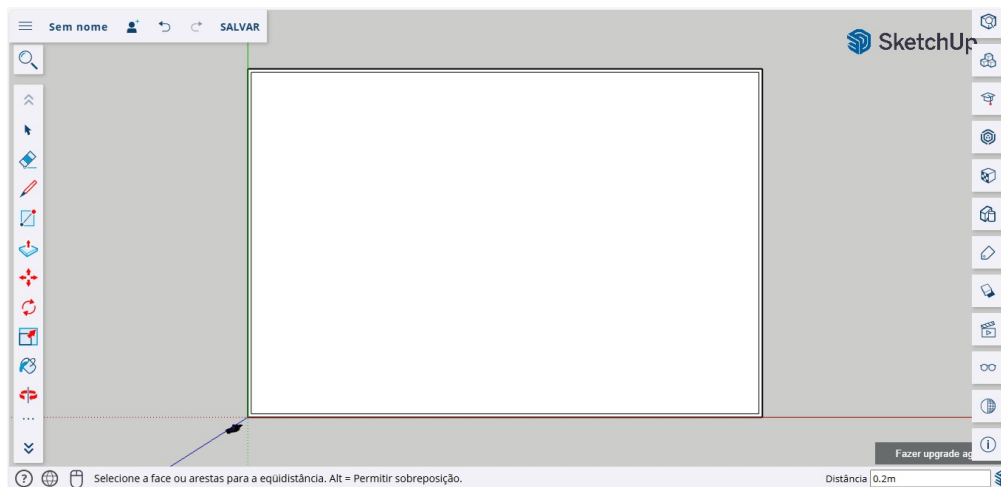 Sem nome SALVAR
SketchUp
Fazer upgrade ag
Selecione a face ou arestas para a eqüidistância. Alt = Permitir sobreposição.
Distância 0.2m